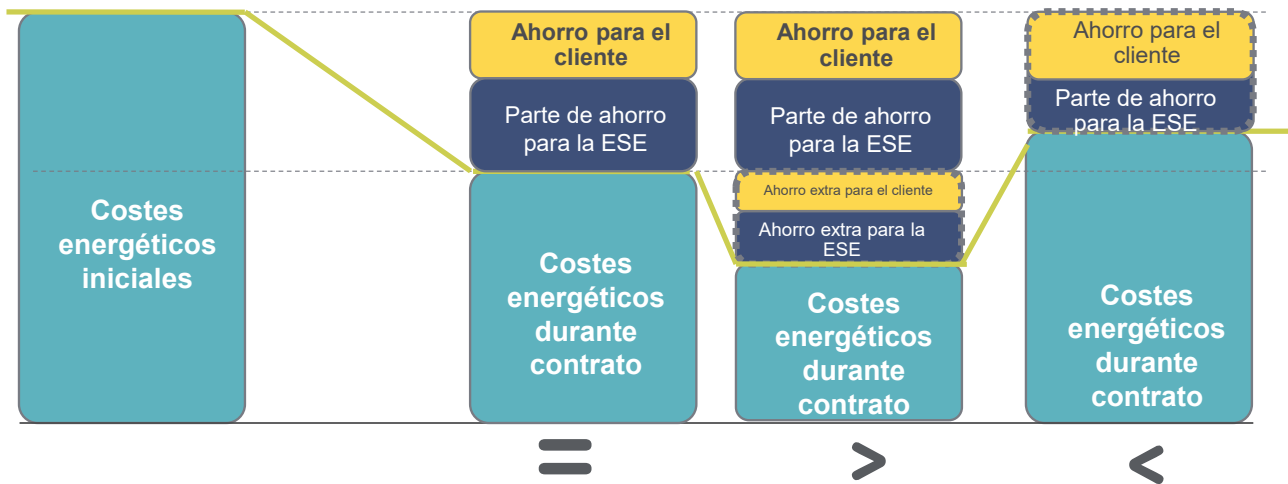 Costes
energéticos
iniciales
Ahorro para el
cliente
Parte de ahorro
para la ESE
Costes
energéticos
durante
contrato
=
Ahorro para el
cliente
Parte de ahorro
para la ESE
Ahorro extra para el cliente
Ahorro extra para la
ESE
Costes
energéticos
durante
contrato
>
Ahorro para el
cliente
Parte de ahorro
para la ESE
Costes
energéticos
durante
contrato
<